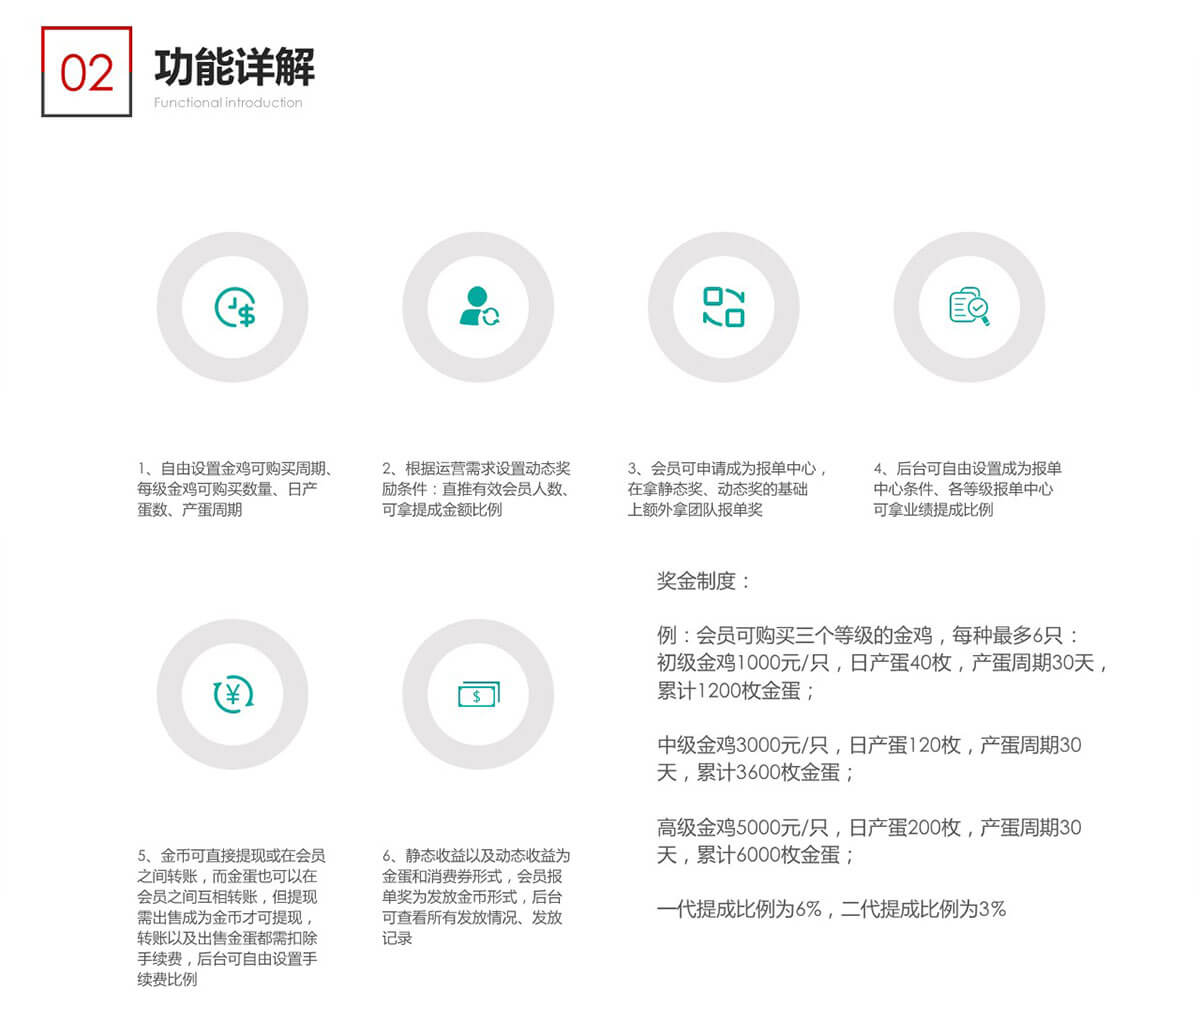 02
功能详解
Functional introduction
1、自由设置金鸡可购买周期、
每级金鸡可购买数量、日产
蛋数、产蛋周期
2、根据运营需求设置动态奖
励条件：直推有效会员人数、
可拿提成金额比例
3、会员可申请成为报单中心，
在拿静态奖、动态奖的基础
上额外拿团队报单奖
4、后台可自由设置成为报单
中心条件、各等级报单中心
可拿业绩提成比例
5、金币可直接提现或在会员
之间转账，而金蛋也可以在
会员之间互相转账，但提现
需出售成为金币才可提现，
转账以及出售金蛋都需扣除
手续费，后台可自由设置手
续费比例
6、静态收益以及动态收益为
金蛋和消费券形式，会员报
单奖为发放金币形式，后台
可查看所有发放情况、发放
记录
奖金制度：
例：会员可购买三个等级的金鸡，每种最多6只：
初级金鸡1000元/只，日产蛋40枚，产蛋周期30天，
累计1200枚金蛋；
中级金鸡3000元/只，日产蛋120枚，产蛋周期30
天，累计3600枚金蛋；
高级金鸡5000元/只，日产蛋200枚，产蛋周期30
天，累计6000枚金蛋；
一代提成比例为6%，二代提成比例为3%